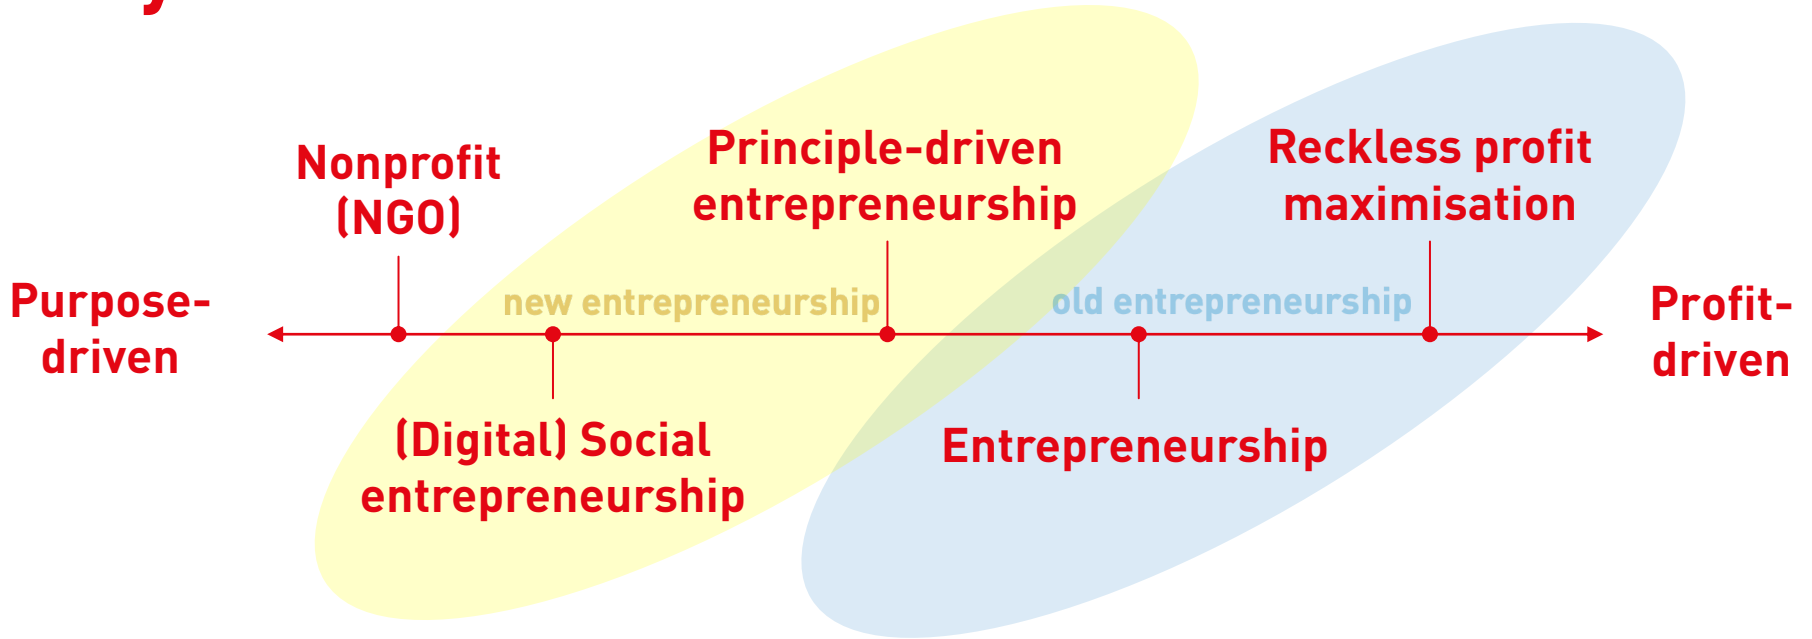 Nonprofit
(NGO)
Principle-driven
entrepreneurship
Reckless profit
maximisation
Purpose-
driven
new entrepreneurship
old entrepreneurship
Profit-
driven
(Digital) Social
entrepreneurship
Entrepreneurship